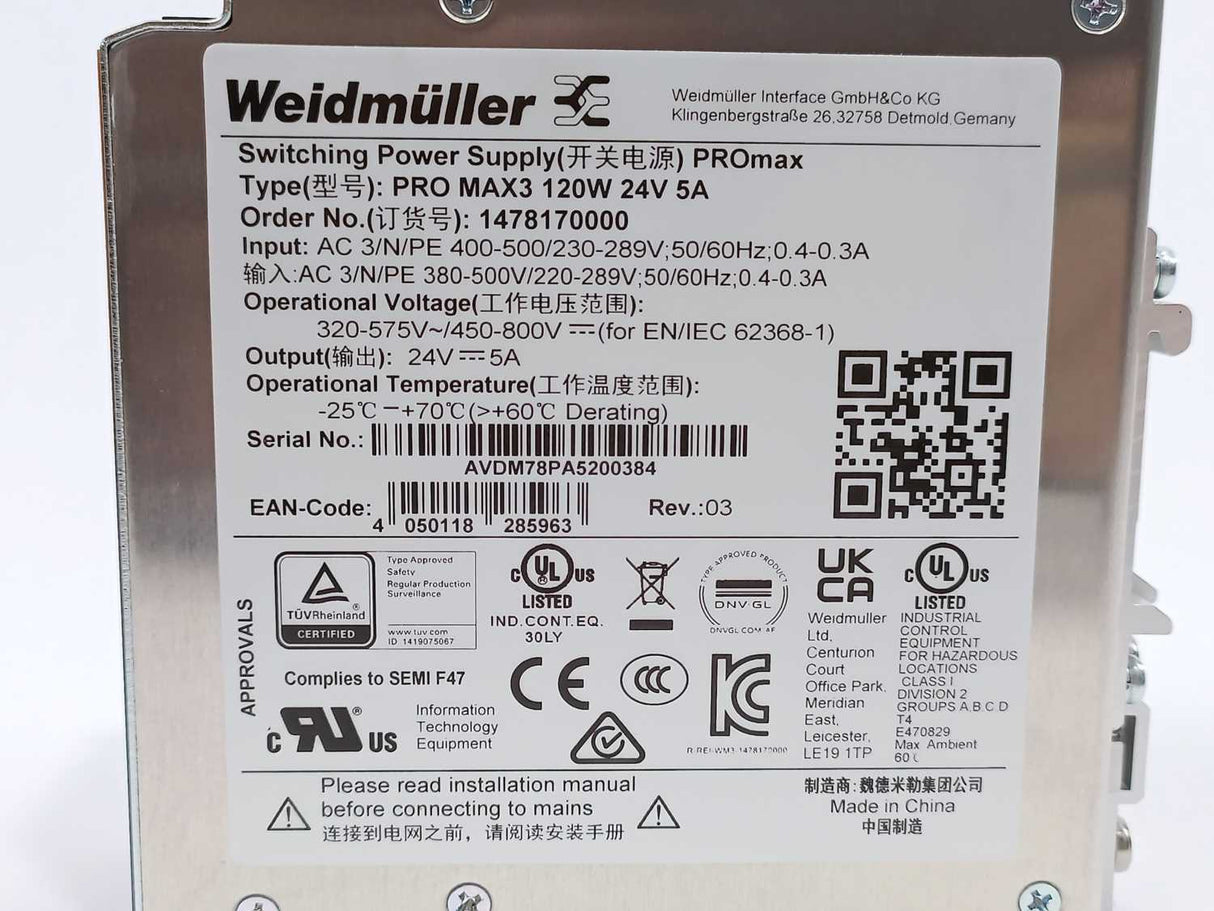 Weidmüller
Weidmüller Interface GmbH&Co KG
Klingenbergstraße 26,32758 Detmold,Gemany
Switching Power Supply(开关电源) PROmax
Type(型号): PRO MAX3 120W 24V 5A
Order No.(订货号): 1478170000
Input: AC 3/N/PE 400-500/230-289V;50/60Hz;0.4-0.3A
输入:AC 3/N/PE 380-500V/220-289V;50/60Hz;0.4-0.3A
Operational Voltage(工作电压范围):
320-575V~/450-800V ⎓(for EN/IEC 62368-1)
Output(输出): 24V⎓5A
Operational Temperature(工作温度范围):
-25℃ –+70℃(>+60℃ Derating)
Serial No.:
AVDM78PA5200384
EAN-Code:
4 050118 285963
Rev.:03
APPROVALS
TÜVRheinland
CERTIFIED
Type Approved
Safety
Regular Production
Surveillance
www.tuv.com
ID 1419075067
C UL US
LISTED
IND.CONT.EQ.
30LY
TYPE APPROVED PRODUCT
DNV GL
DNVGL.COM/AF
UK
CA
Weidmuller
Ltd,
Centurion
Court
Office Park,
Meridian
East,
Leicester,
LE19 1TP
C UL US
LISTED
INDUSTRIAL
CONTROL
EQUIPMENT
FOR HAZARDOUS
LOCATIONS
CLASS I
DIVISION 2
GROUPS A,B,C,D
T4
E470829
Max Ambient
60
Complies to SEMI F47
CE
CCC
KC
R-REI-WM3-1478170000
C RU US
®
Information
Technology
Equipment
Please read installation manual
before connecting to mains
连接到电网之前，请阅读安装手册
制造商:魏德米勒集团公司
Made in China
中国制造